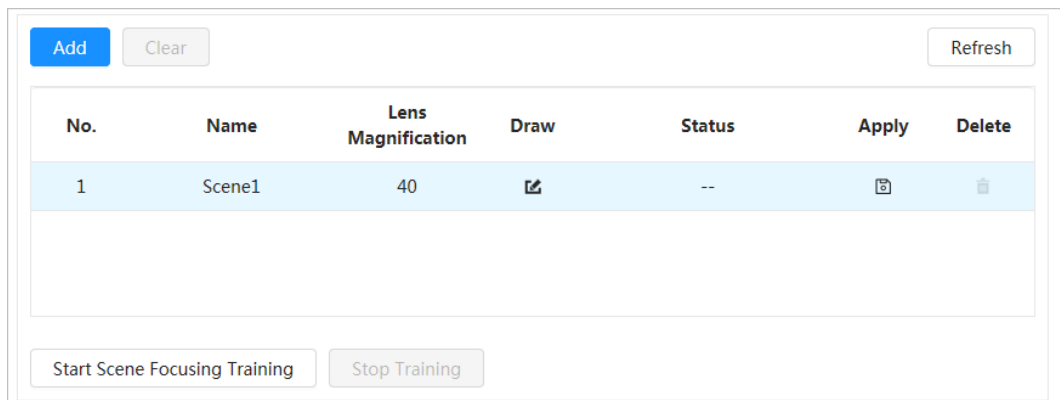 Add Clear Refresh
No. Name Lens Magnification Draw Status Apply Delete
1 Scene1 40 --
Start Scene Focusing Training Stop Training